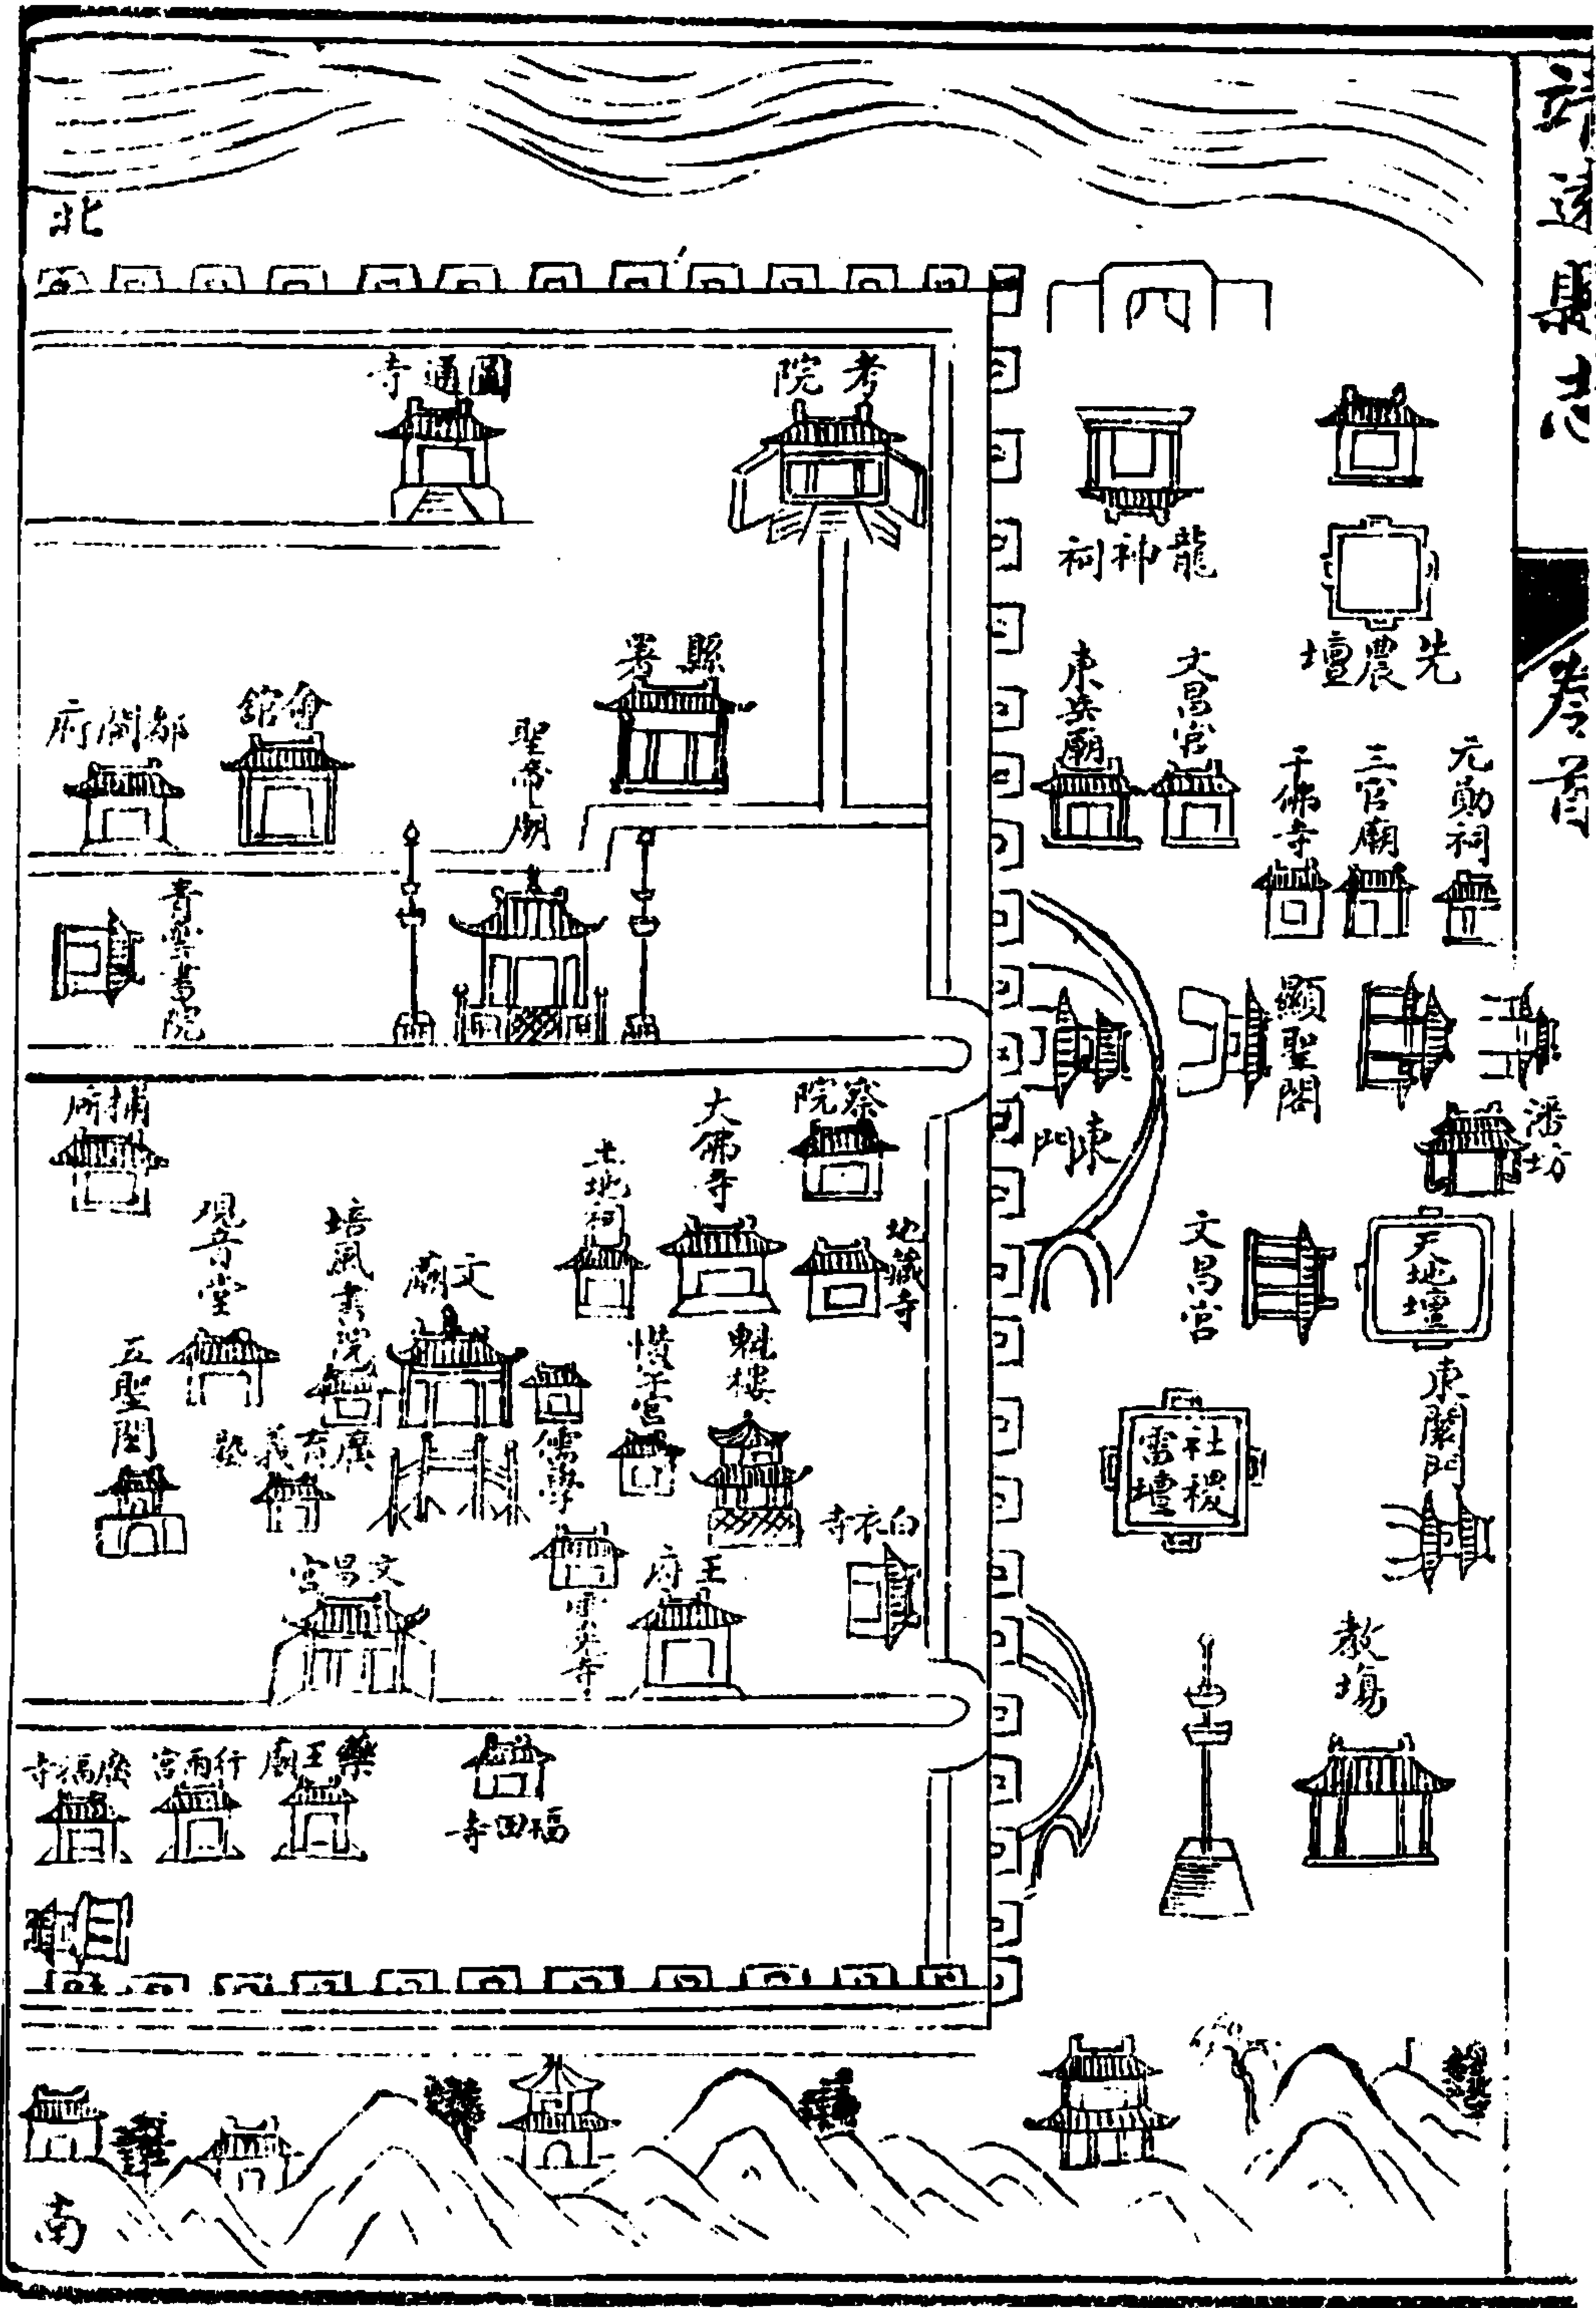 卷首
北
圓通寺
考院
龍神祠
先農壇
縣署
東岳廟
文昌宮
千佛寺
三官廟
元勛祠
都閫府
會館
聖帝廟
青雲書院
顯聖閣
東門
潘坊
捕所
察院
大佛寺
土地祠
地藏寺
觀音堂
培風書院
文廟
文昌宮
天地壇
五聖閣
魁樓
儒學
東關門
社稷
雷壇
白衣寺
文昌宮
王府
教場
廣福寺
行雨宮
藥王廟
福田寺
南